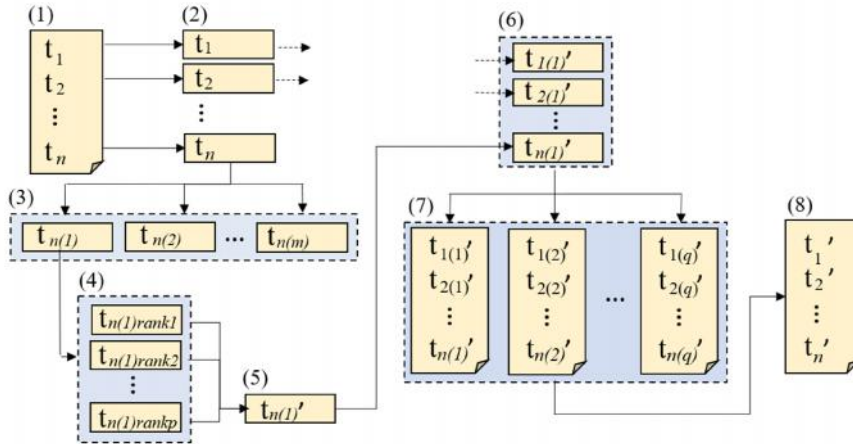 (1)
t₁
t₂
⋮
tₙ
(2)
t₁
t₂
⋮
tₙ
(3)
tₙ₍₁₎
tₙ₍₂₎
...
tₙ₍ₘ₎
(4)
tₙ₍₁₎rank1
tₙ₍₁₎rank2
⋮
tₙ₍₁₎rankp
(5)
tₙ₍₁₎′
(6)
t₁₍₁₎′
t₂₍₁₎′
⋮
tₙ₍₁₎′
(7)
t₁₍₁₎′
t₂₍₁₎′
⋮
tₙ₍₁₎′
t₁₍₂₎′
t₂₍₂₎′
⋮
tₙ₍₂₎′
...
t₁(q)′
t₂(q)′
⋮
tₙ(q)′
(8)
t₁′
t₂′
⋮
tₙ′